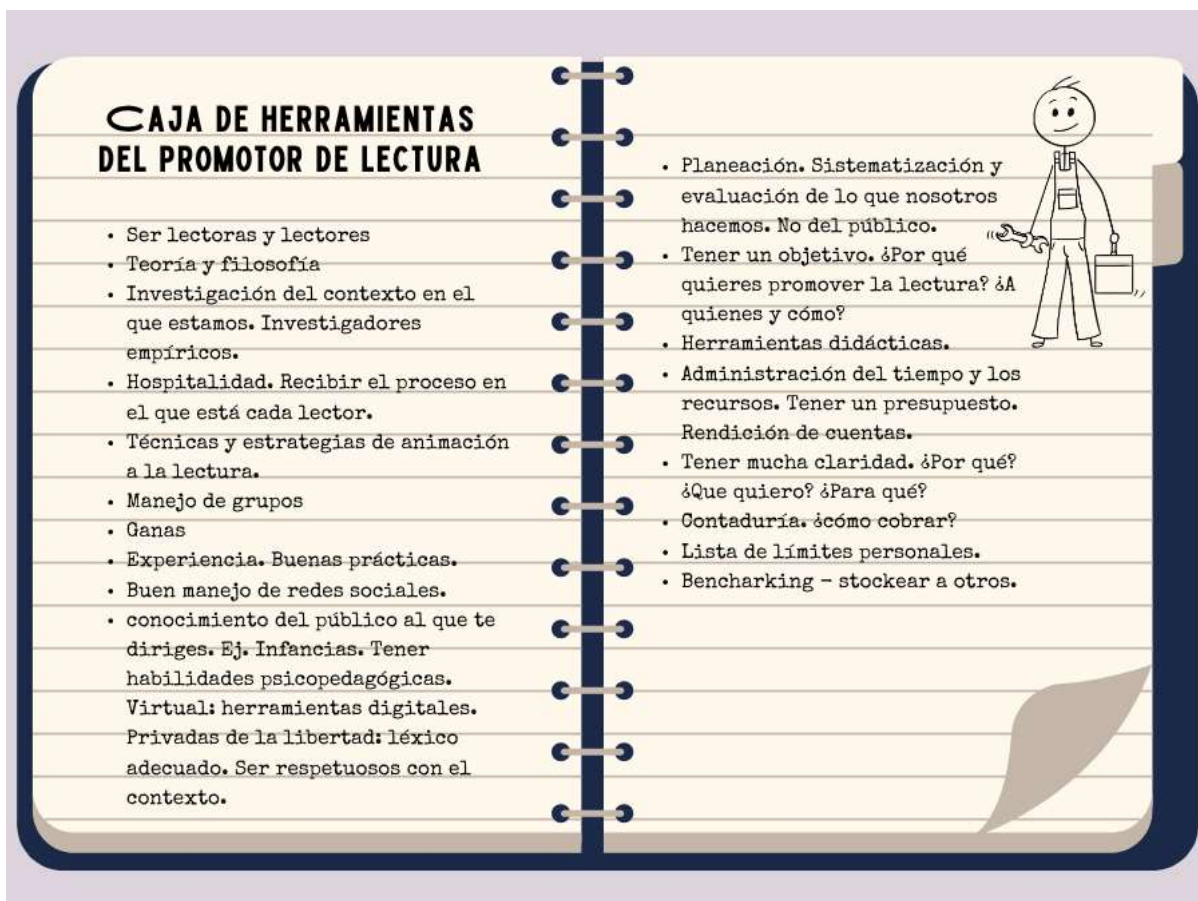 CAJA DE HERRAMIENTAS
DEL PROMOTOR DE LECTURA
• Ser lectoras y lectores
• Teoría y filosofía
• Investigación del contexto en el
que estamos. Investigadores
empíricos.
• Hospitalidad. Recibir el proceso en
el que está cada lector.
• Técnicas y estrategias de animación
a la lectura.
• Manejo de grupos
• Ganas
• Experiencia. Buenas prácticas.
• Buen manejo de redes sociales.
• conocimiento del público al que te
diriges. Ej. Infancias. Tener
habilidades psicopedagógicas.
Virtual: herramientas digitales.
Privadas de la libertad: léxico
adecuado. Ser respetuosos con el
contexto.
• Planeación. Sistematización y
evaluación de lo que nosotros
hacemos. No del público.
• Tener un objetivo. ¿Por qué
quieres promover la lectura? ¿A
quienes y cómo?
• Herramientas didácticas.
• Administración del tiempo y los
recursos. Tener un presupuesto.
Rendición de cuentas.
• Tener mucha claridad. ¿Por qué?
¿Que quiero? ¿Para qué?
• Contaduría. ¿cómo cobrar?
• Lista de límites personales.
• Bencharking - stockear a otros.